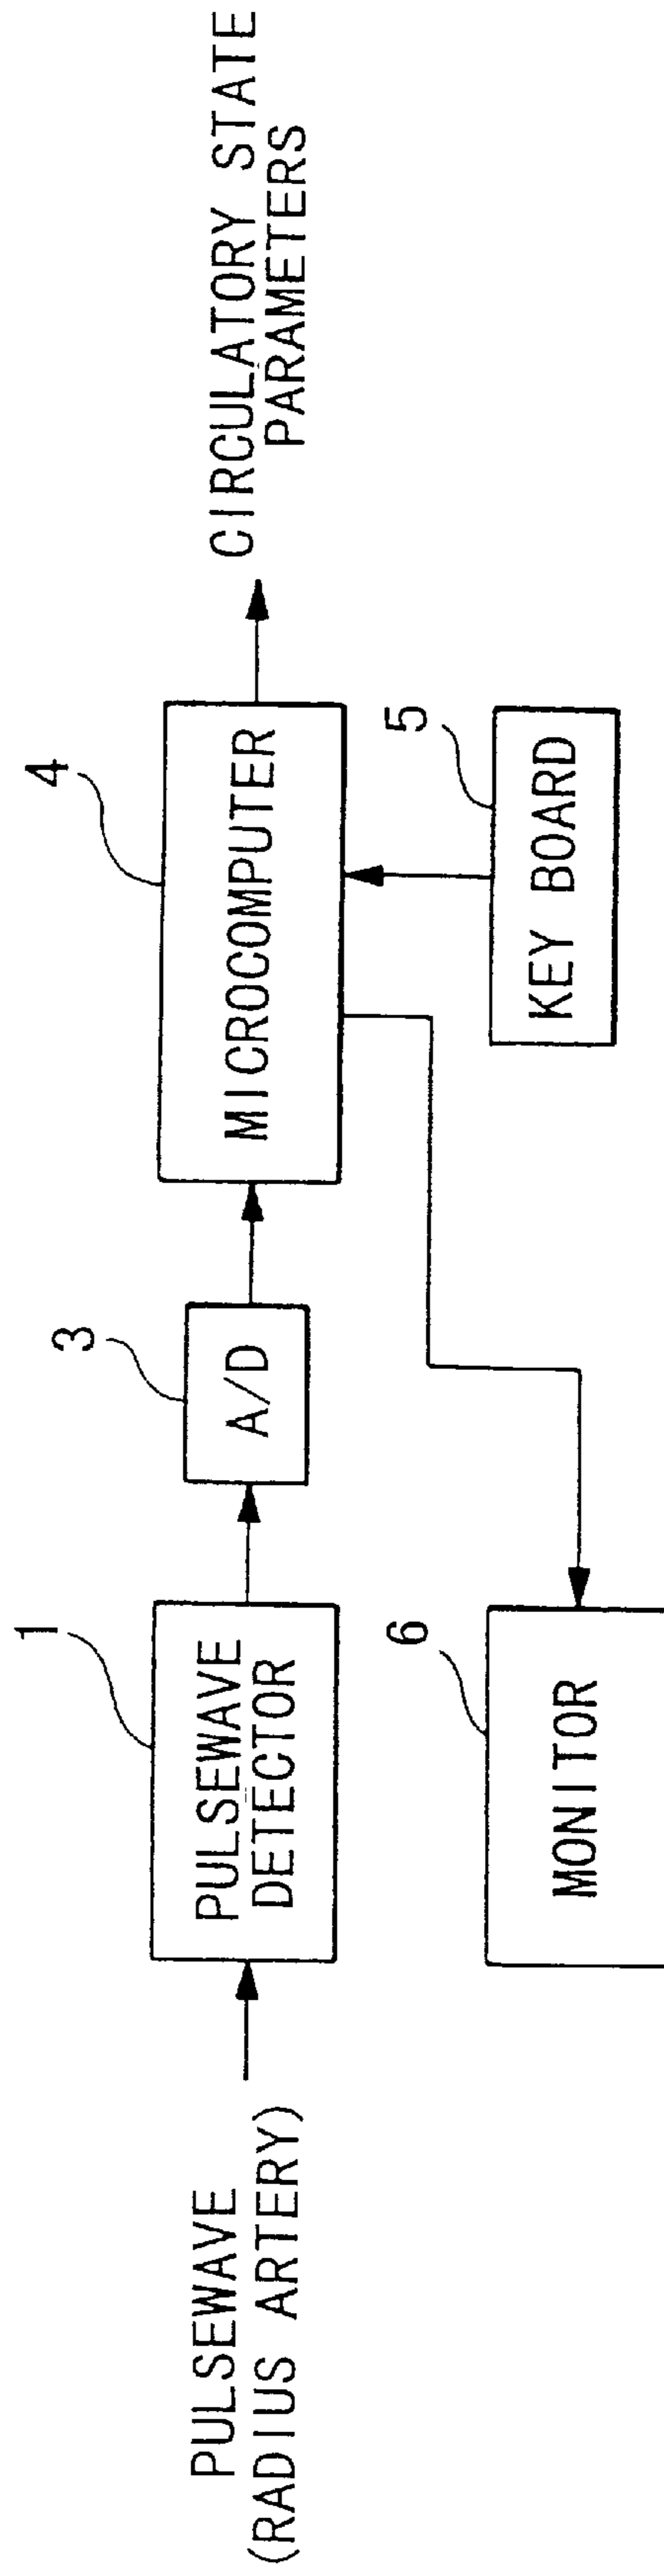 PULSEWAVE
(RADIUS ARTERY)
1
PULSEWAVE
DETECTOR
3
A/D
4
MICROCOMPUTER
CIRCULATORY STATE
PARAMETERS
5
KEY BOARD
6
MONITOR